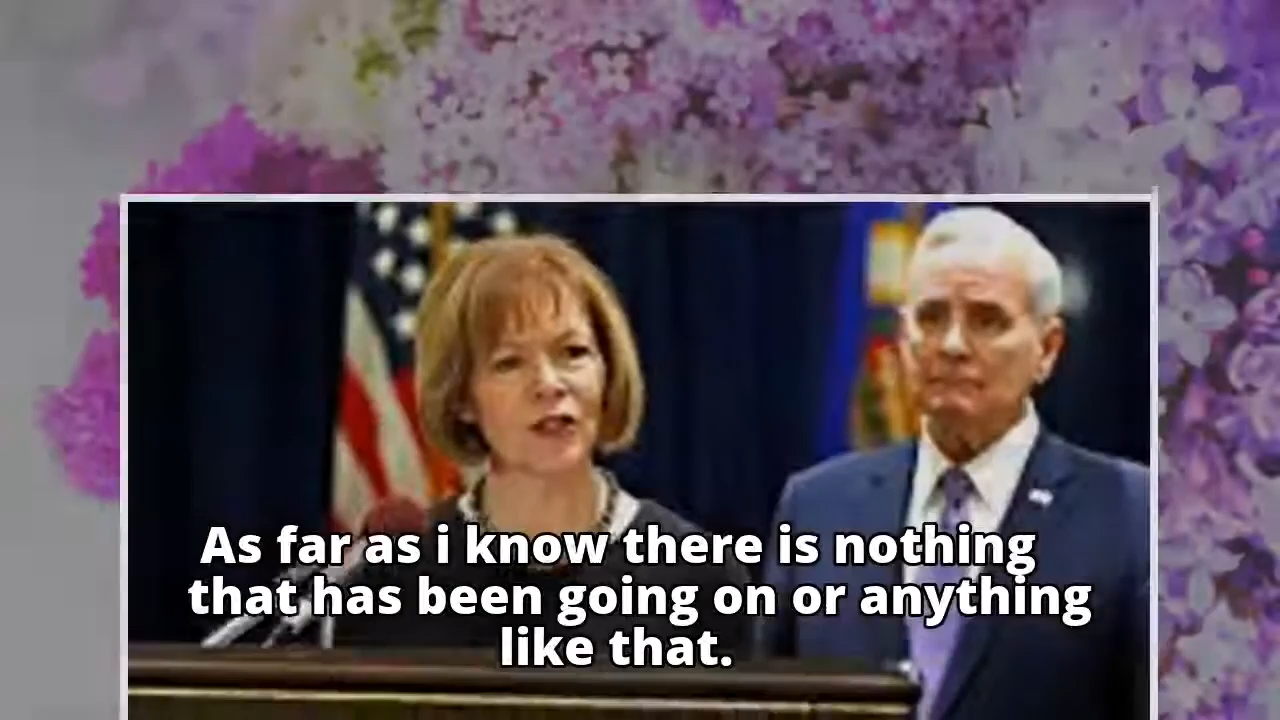 As far as i know there is nothing
that has been going on or anything
like that.